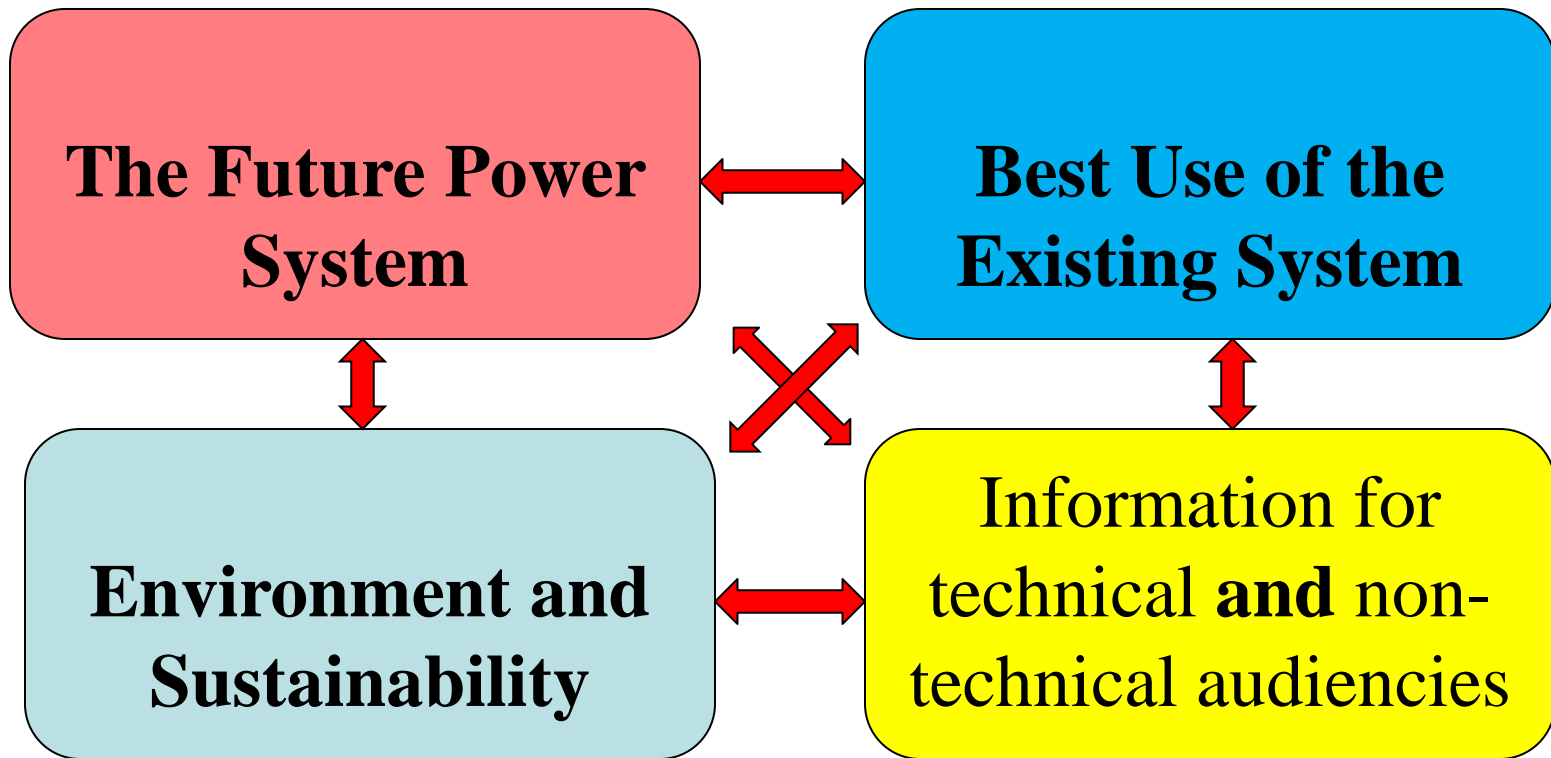 The Future Power
System
Best Use of the
Existing System
Environment and
Sustainability
Information for
technical and non-
technical audiencies